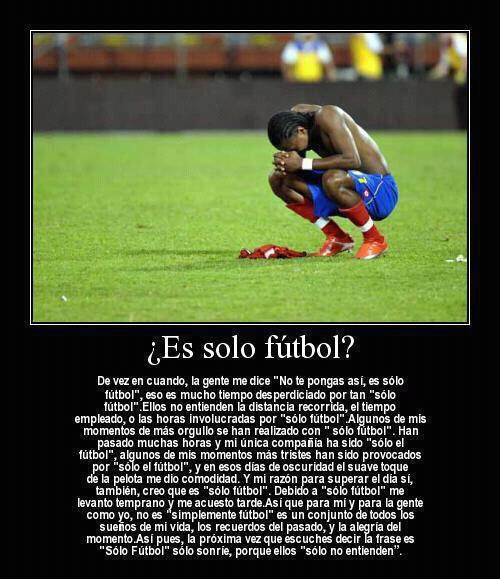 ¿Es solo fútbol?
De vez en cuando, la gente me dice "No te pongas así, es sólo
fútbol", eso es mucho tiempo desperdiciado por tan "sólo
fútbol".Ellos no entienden la distancia recorrida, el tiempo
empleado, o las horas involucradas por "sólo fútbol".Algunos de mis
momentos de más orgullo se han realizado con " sólo fútbol". Han
pasado muchas horas y mi única compañia ha sido "sólo el
fútbol", algunos de mis momentos más tristes han sido provocados
por "sólo el fútbol", y en esos días de oscuridad el suave toque
de la pelota me dio comodidad. Y mi razón para superar el día sí,
también, creo que es "sólo fútbol". Debido a "sólo fútbol" me
levanto temprano y me acuesto tarde.Así que para mí y para la gente
como yo, no es "simplemente fútbol" es un conjunto de todos los
sueños de mi vida, los recuerdos del pasado, y la alegría del
momento.Así pues, la próxima vez que escuches decir la frase es
"Sólo Fútbol" sólo sonríe, porque ellos "sólo no entienden".